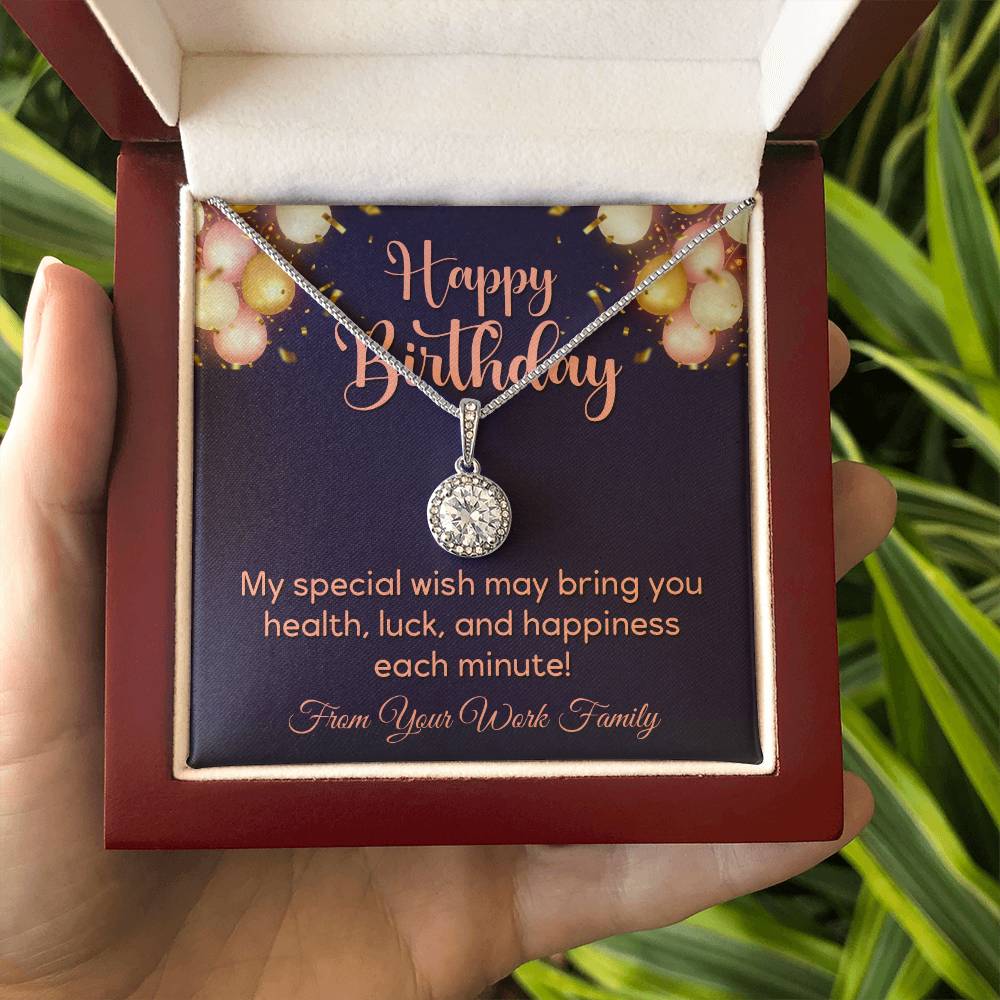 Happy
Birthday
My special wish may bring you
health, luck, and happiness
each minute!
From Your Work Family